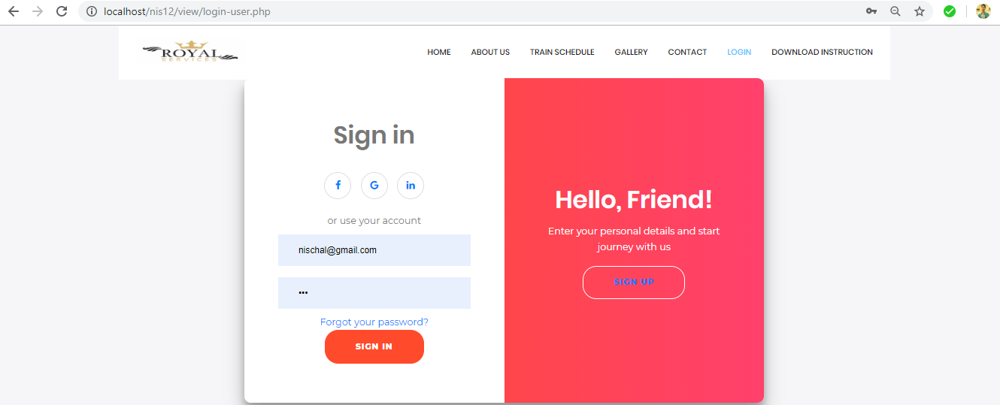 localhost/nis12/view/login-user.php
ROYAL
SERVICES
HOME ABOUT US TRAIN SCHEDULE GALLERY CONTACT LOGIN DOWNLOAD INSTRUCTION
Sign in
f G in
or use your account
nischal@gmail.com
•••
Forgot your password?
SIGN IN
Hello, Friend!
Enter your personal details and start
journey with us
SIGN UP